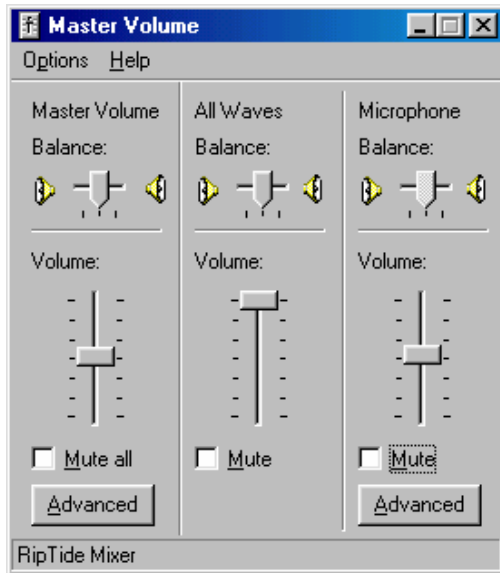 Master Volume
Options Help
Master Volume
Balance:
Volume:
Mute all
Advanced
All Waves
Balance:
Volume:
Mute
Microphone
Balance:
Volume:
Mute
Advanced
RipTide Mixer